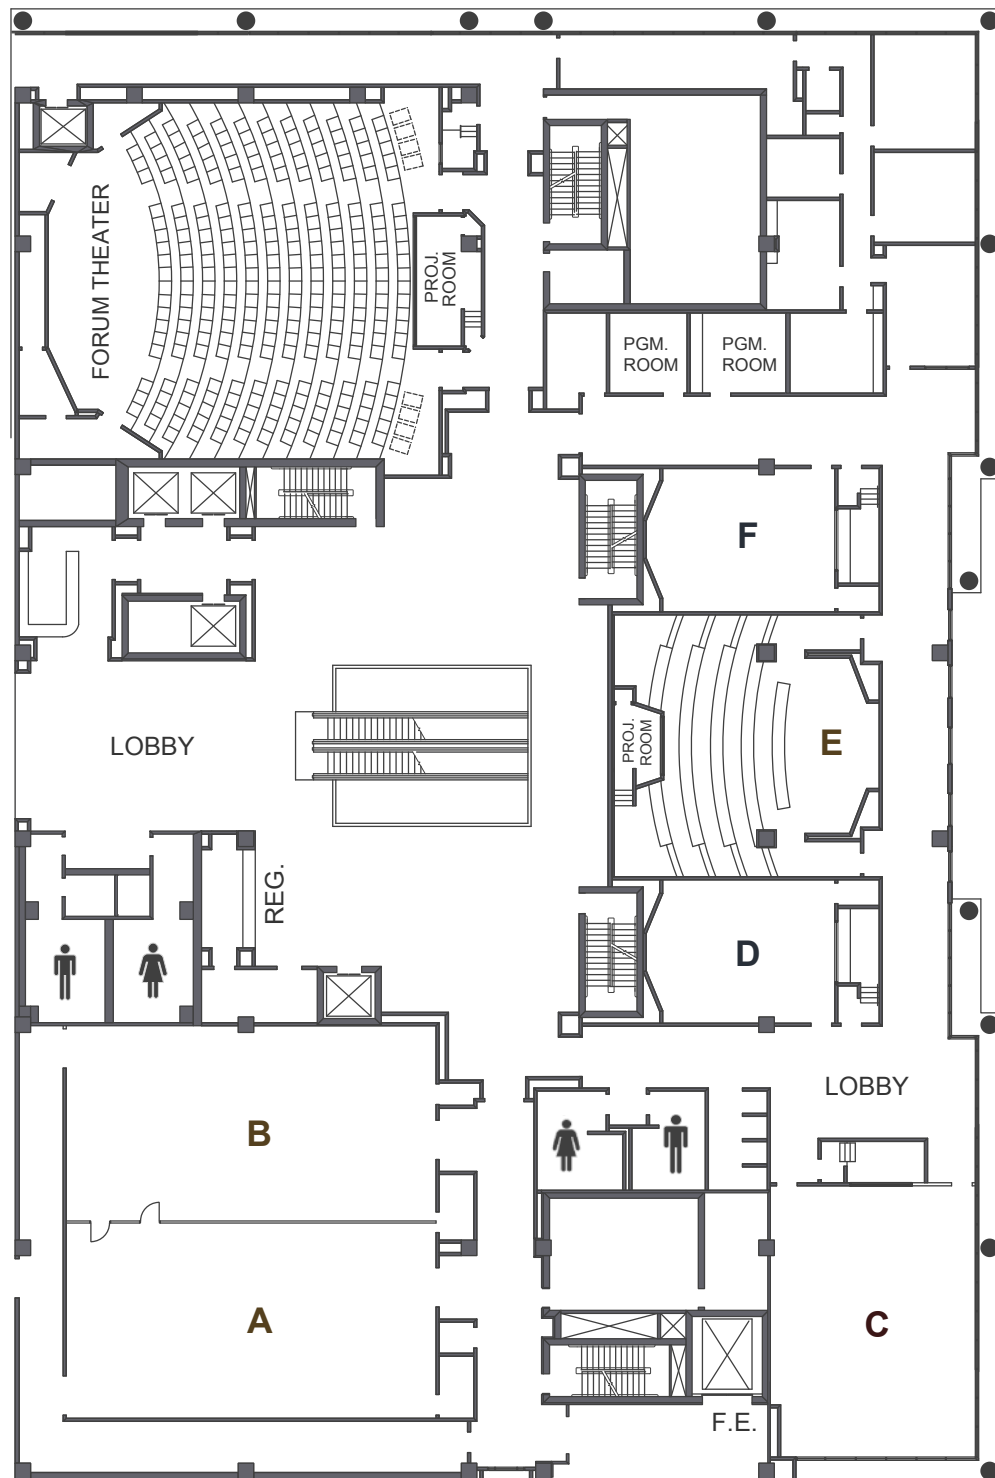 FORUM THEATER
PROJ.
ROOM
PGM.
ROOM
PGM.
ROOM
F
LOBBY
PROJ.
ROOM
E
REG.
D
LOBBY
B
A
C
F.E.